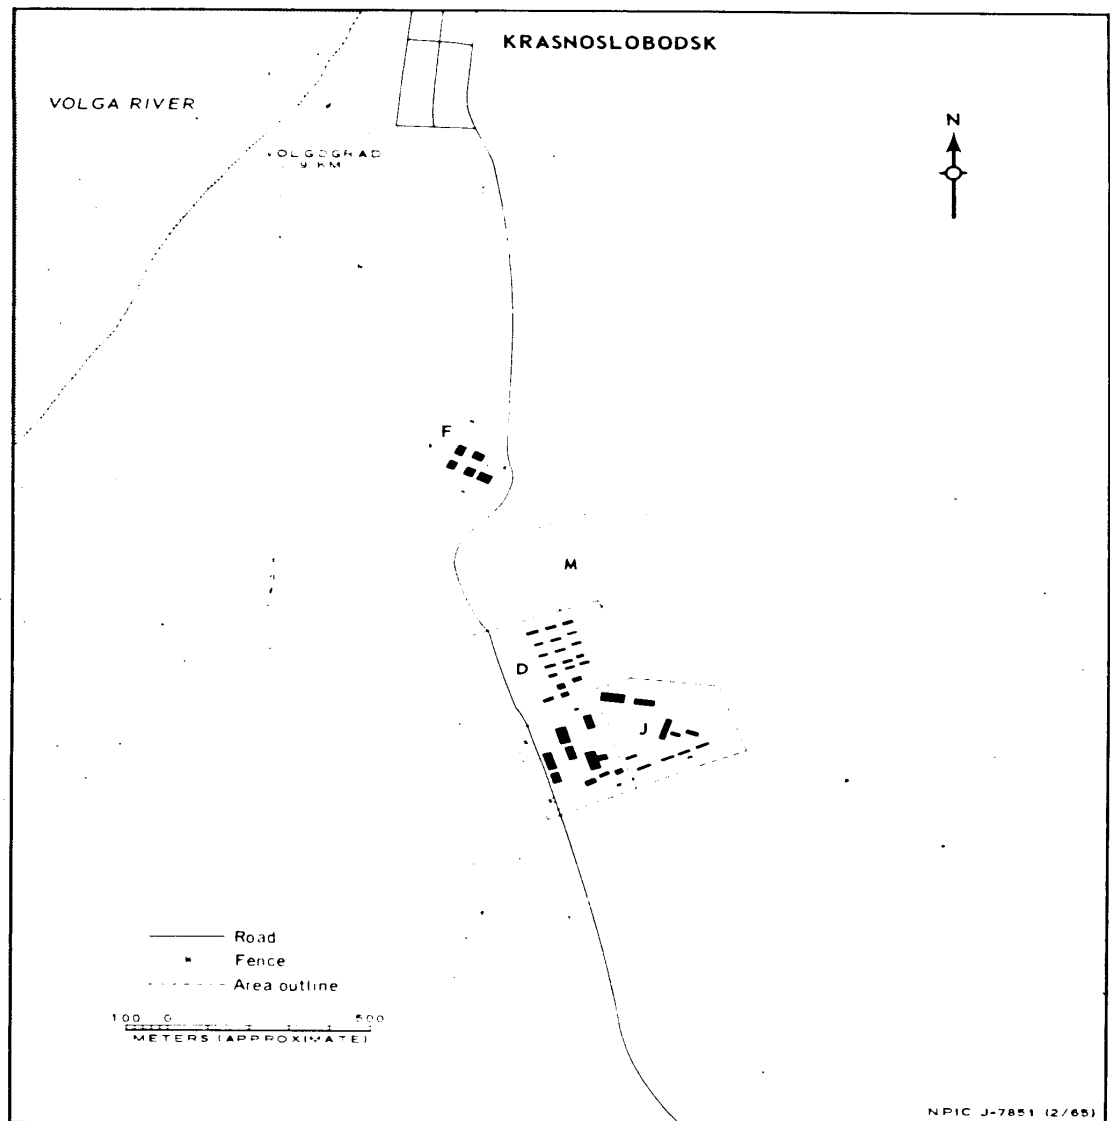 KRASNOSLOBODSK
VOLGA RIVER
VOLGOGRAD
9 KM
N
F
M
D
J
Road
Fence
Area outline
100 0 500
METERS (APPROXIMATE)
NPIC J-7851 (2/65)